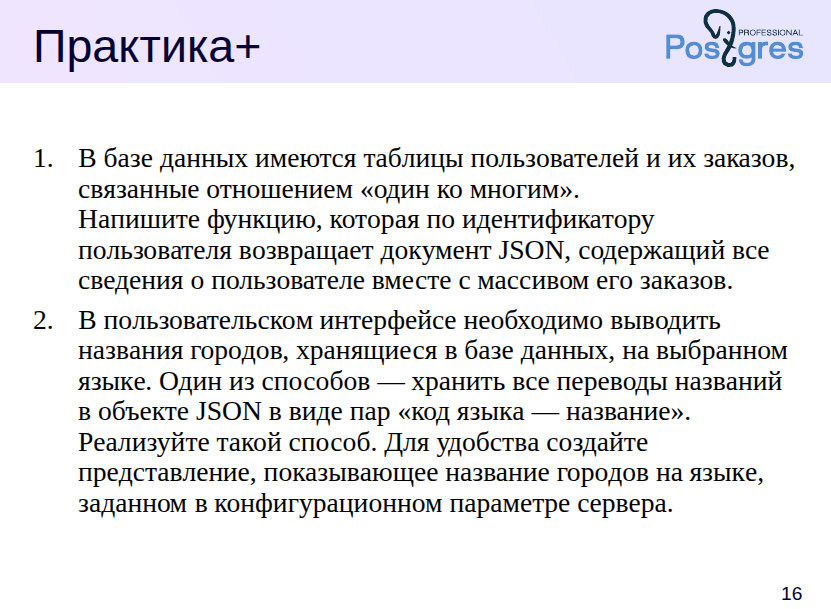 Практика+
PROFESSIONAL
Postgres
1. В базе данных имеются таблицы пользователей и их заказов,
связанные отношением «один ко многим».
Напишите функцию, которая по идентификатору
пользователя возвращает документ JSON, содержащий все
сведения о пользователе вместе с массивом его заказов.
2. В пользовательском интерфейсе необходимо выводить
названия городов, хранящиеся в базе данных, на выбранном
языке. Один из способов — хранить все переводы названий
в объекте JSON в виде пар «код языка — название».
Реализуйте такой способ. Для удобства создайте
представление, показывающее название городов на языке,
заданном в конфигурационном параметре сервера.
16